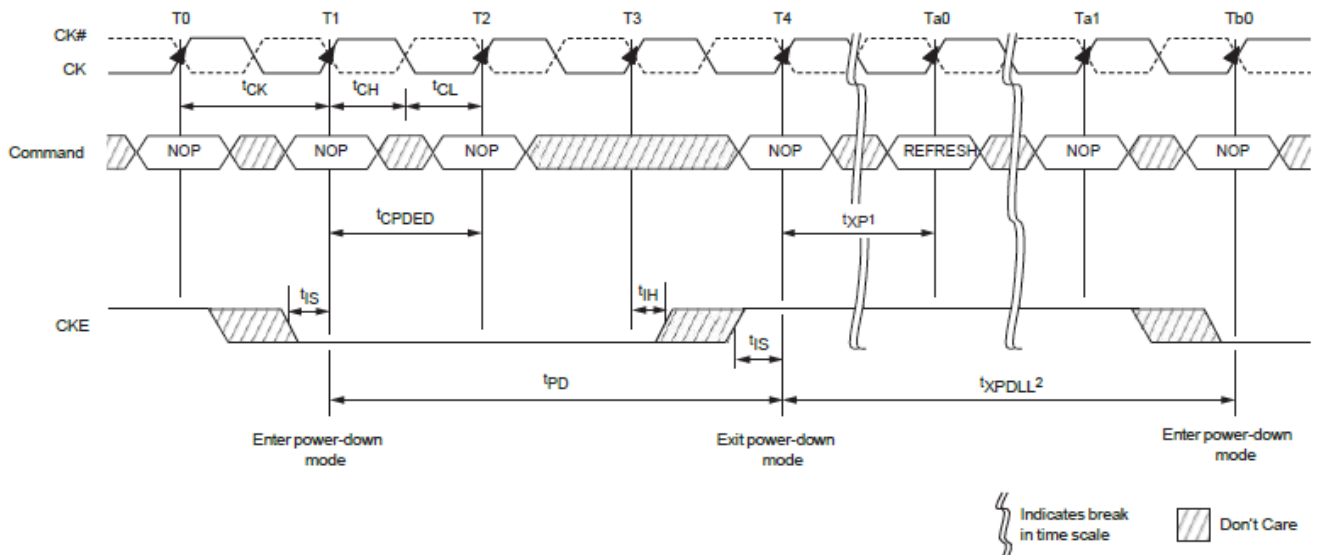 T0 T1 T2 T3 T4 Ta0 Ta1 Tb0
CK#
CK
tCK tCH tCL
Command NOP NOP NOP NOP REFRESH NOP NOP
tCPDED tXP1
tIS tIH
CKE
tIS
tPD tXPDLL2
Enter power-down
mode
Exit power-down
mode
Enter power-down
mode
Indicates break
in time scale
Don't Care